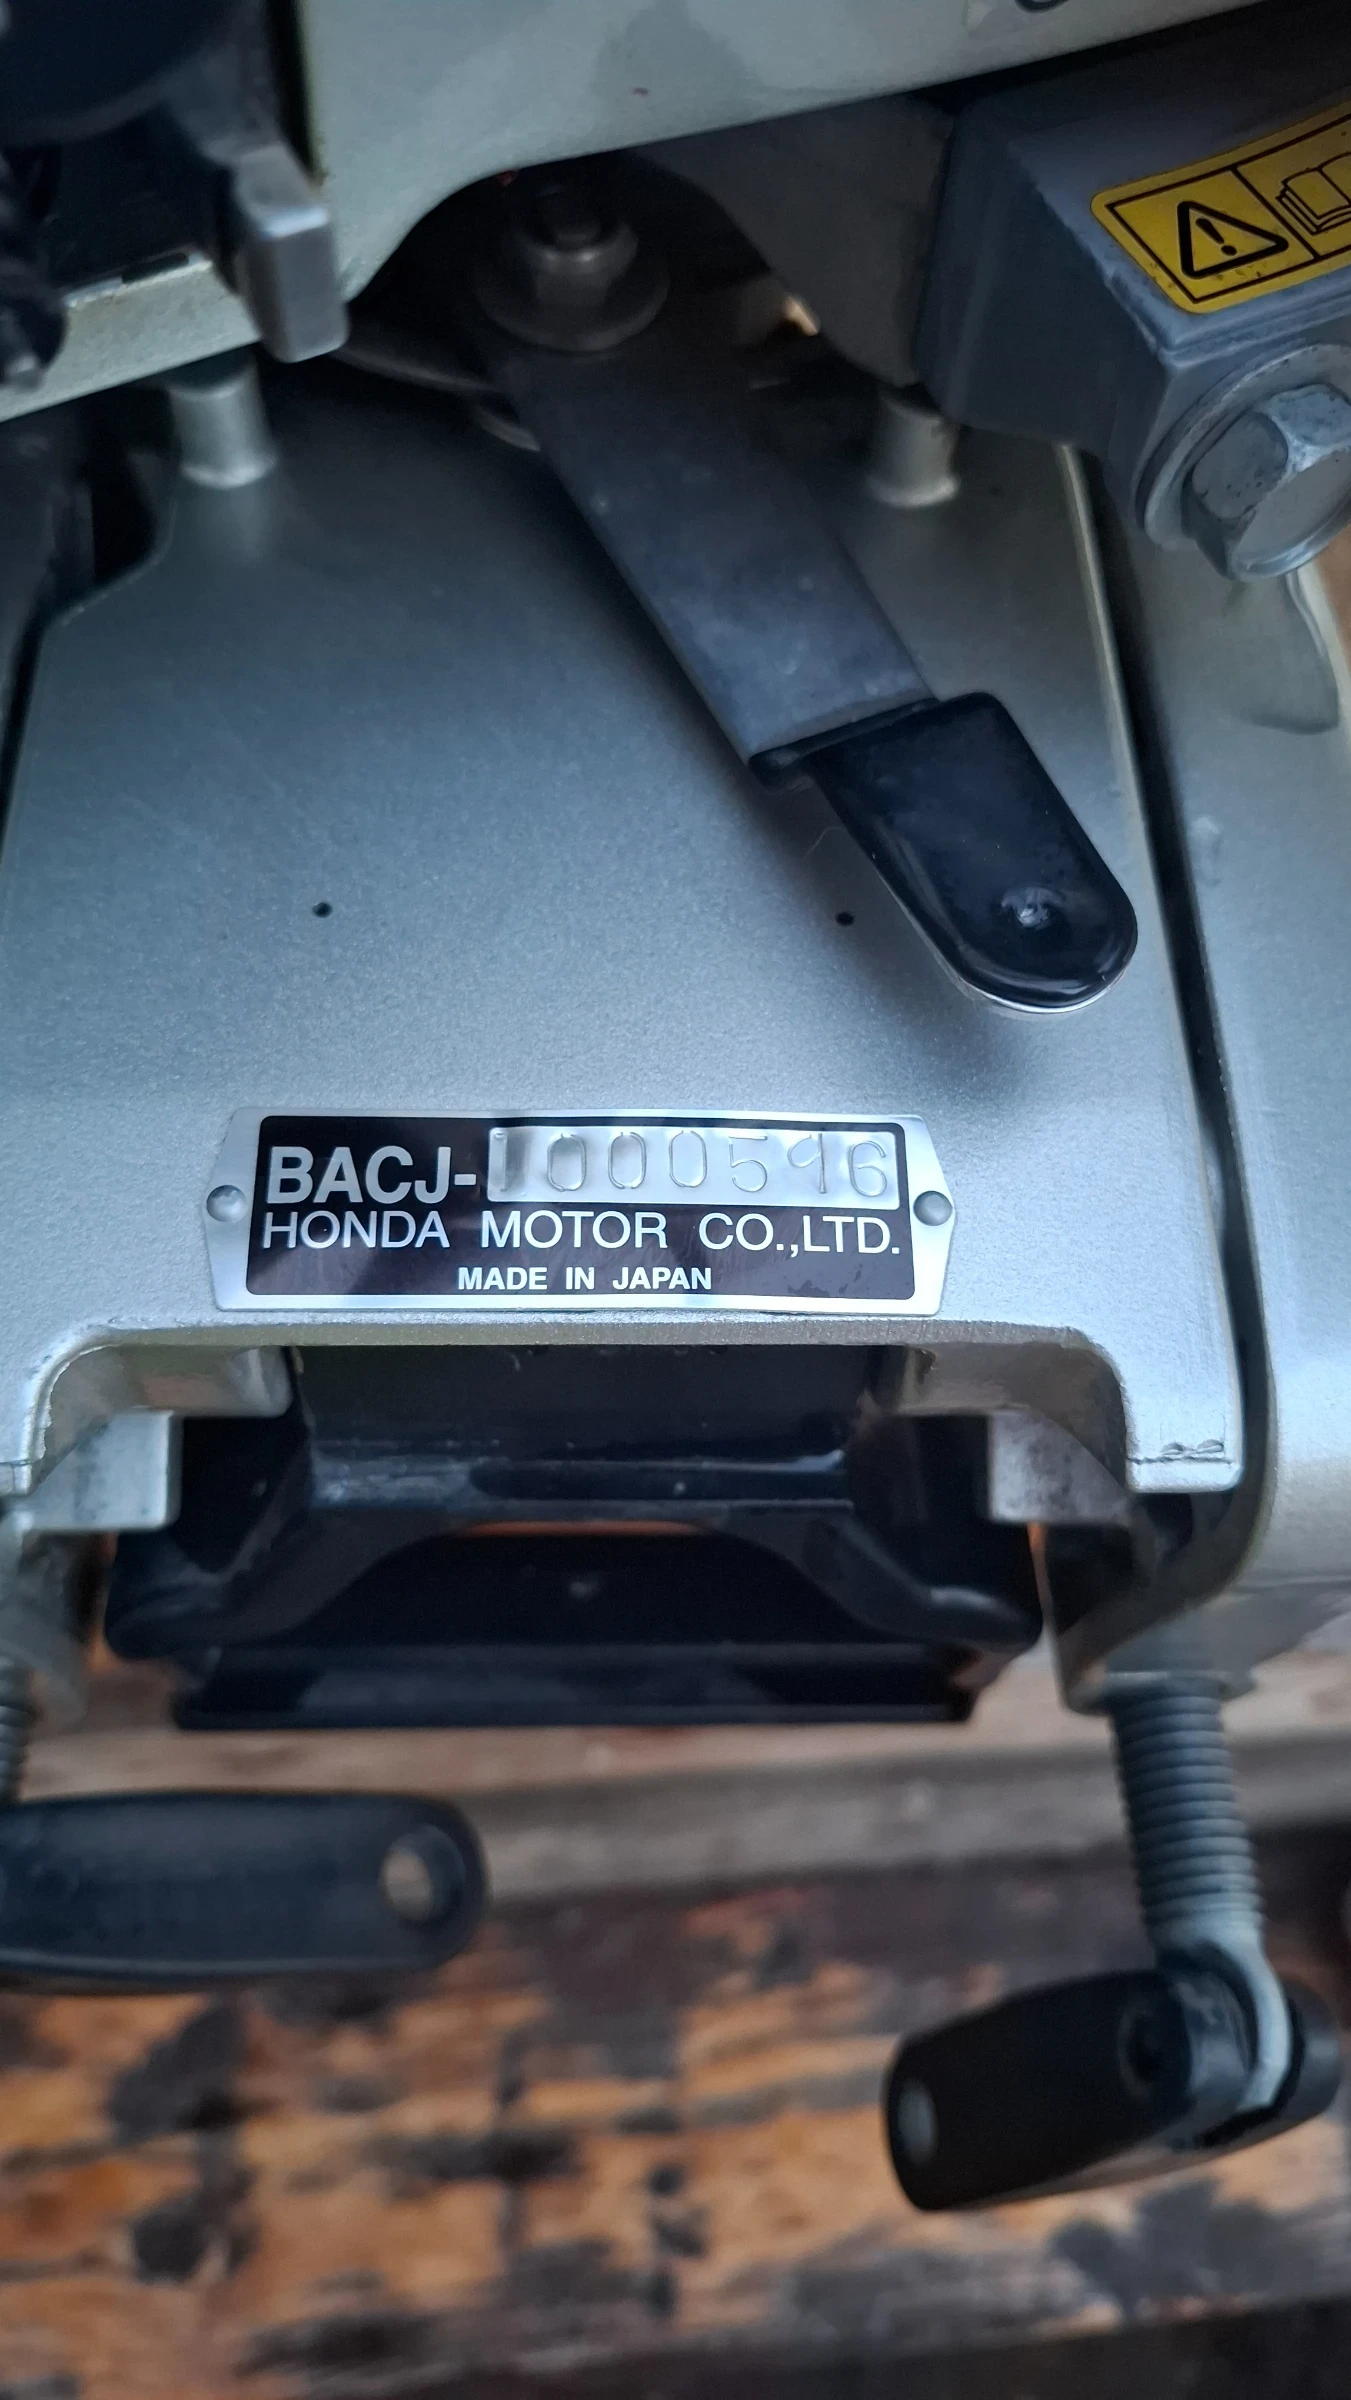 BACJ-1000596
HONDA MOTOR CO.,LTD.
MADE IN JAPAN